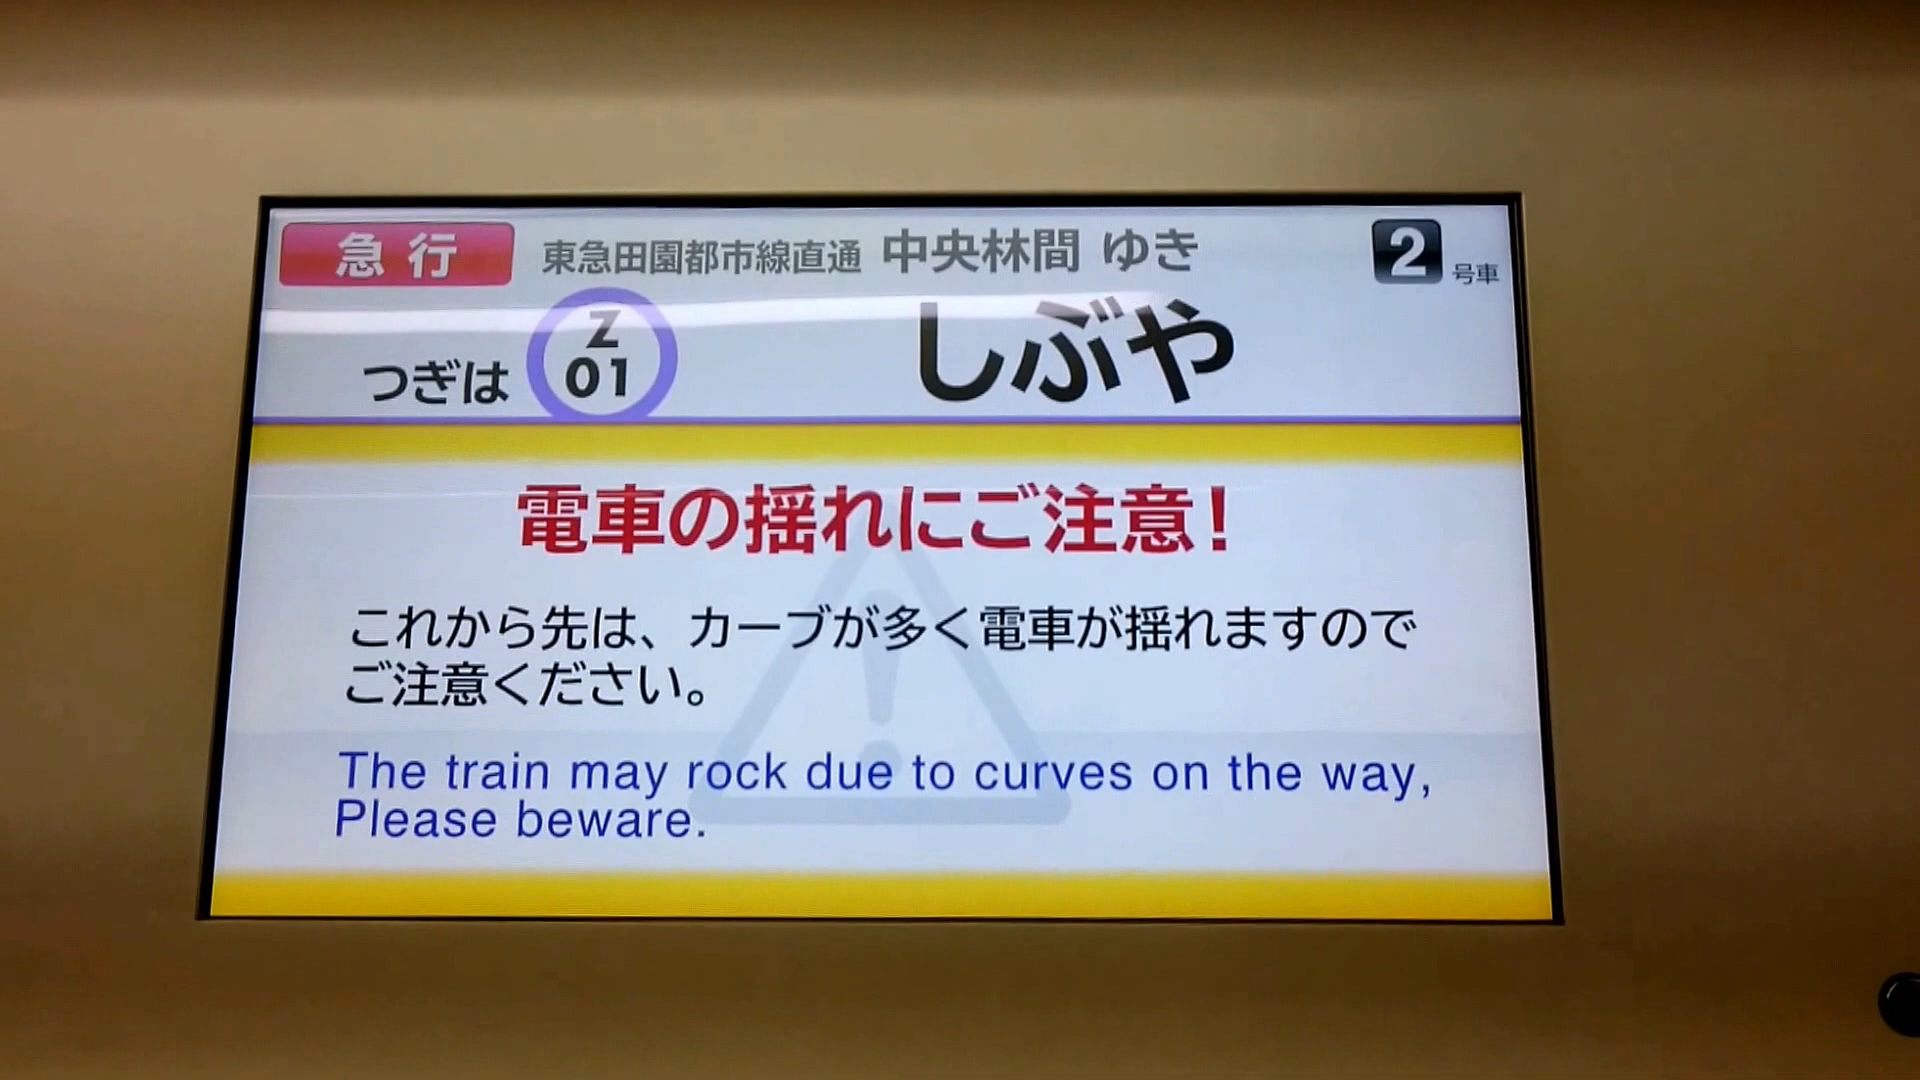 急行 東急田園都市線直通 中央林間 ゆき 2 号車
つぎは Z 01 しぶや
電車の揺れにご注意!
これから先は、カーブが多く電車が揺れますので
ご注意ください。
The train may rock due to curves on the way,
Please beware.